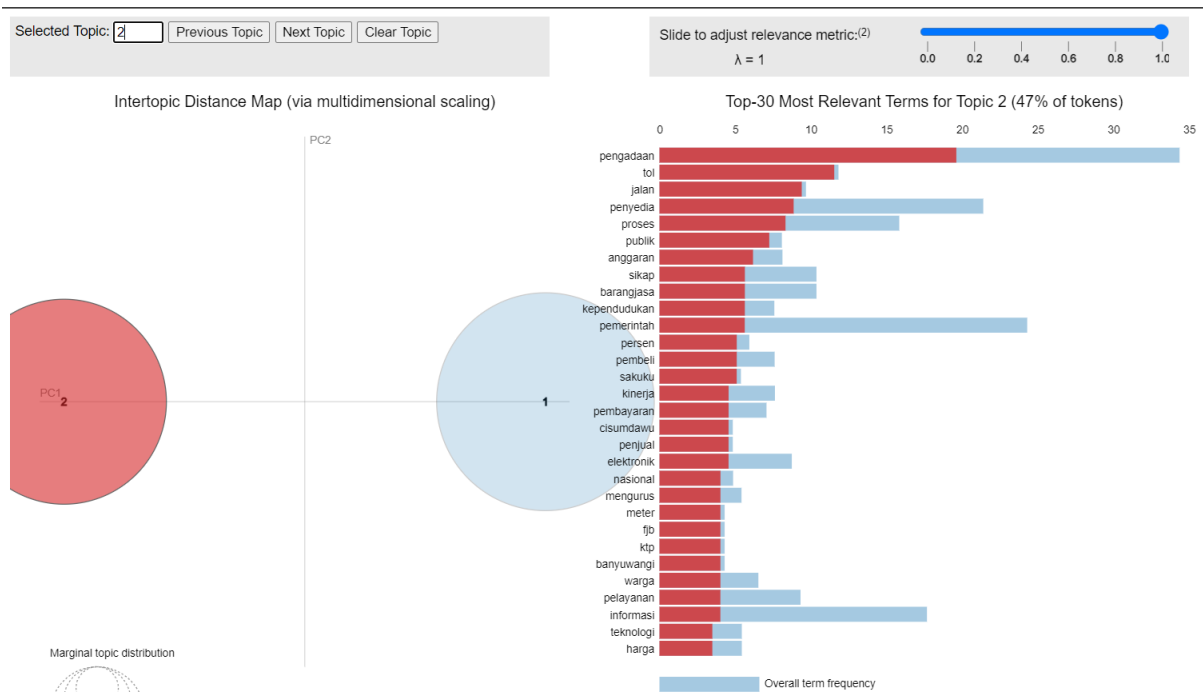 Selected Topic: 2 Previous Topic Next Topic Clear Topic
Slide to adjust relevance metric:(2)
λ = 1
0.0 0.2 0.4 0.6 0.8 1.0
Intertopic Distance Map (via multidimensional scaling)
PC2
PC1
2
1
Marginal topic distribution
Top-30 Most Relevant Terms for Topic 2 (47% of tokens)
0 5 10 15 20 25 30 35
pengadaan
tol
jalan
penyedia
proses
publik
anggaran
sikap
barangjasa
kependudukan
pemerintah
persen
pembeli
sakuku
kinerja
pembayaran
cisumdawu
penjual
elektronik
nasional
mengurus
meter
fjb
ktp
banyuwangi
warga
pelayanan
informasi
teknologi
harga
Overall term frequency